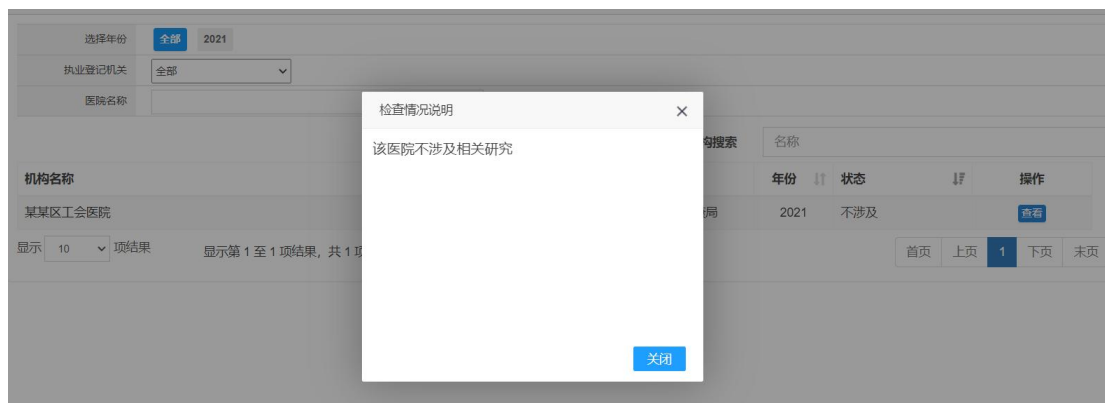 选择年份 全部 2021
执业登记机关 全部
医院名称
检查情况说明 ×
该医院不涉及相关研究
构搜索 名称
机构名称 年份 状态 操作
某某区工会医院 局 2021 不涉及 查看
显示 10 项结果 显示第 1 至 1 项结果，共 1 项 首页 上页 1 下页 末页
关闭